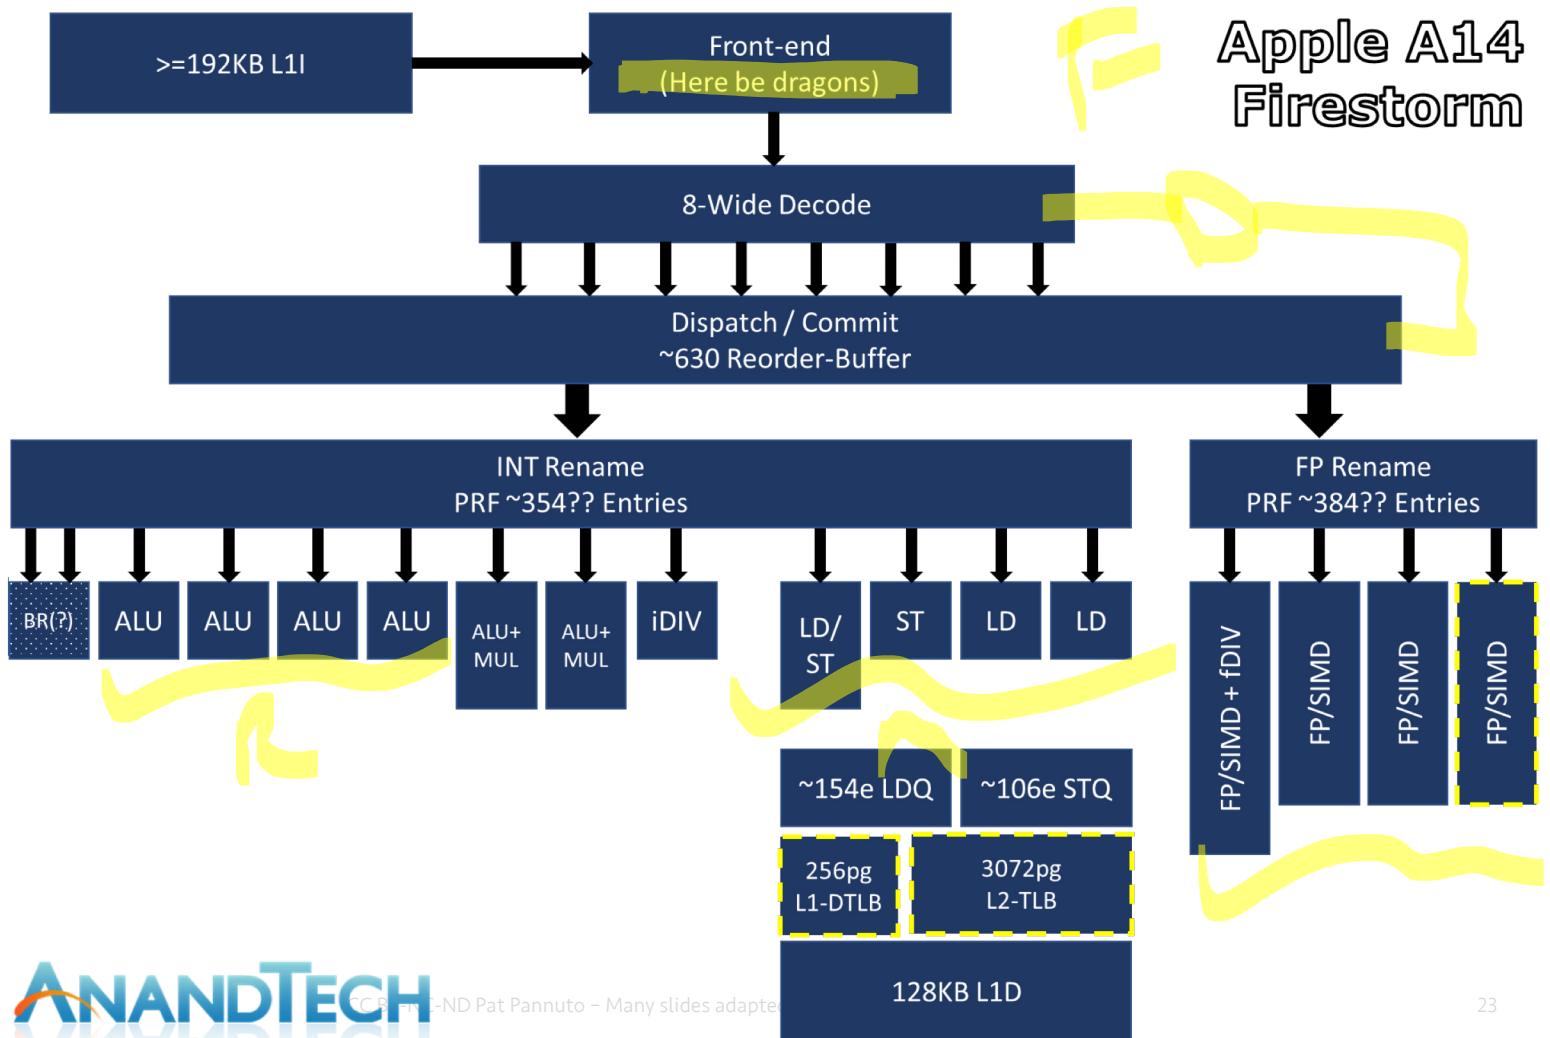 >=192KB L1I
Front-end
(Here be dragons)
F
Apple A14
Firestorm
8-Wide Decode
D
Dispatch / Commit
~630 Reorder-Buffer
INT Rename
PRF ~354?? Entries
FP Rename
PRF ~384?? Entries
BR(?)
ALU
ALU
ALU
ALU
ALU+
MUL
ALU+
MUL
iDIV
LD/
ST
ST
LD
LD
FP/SIMD + fDIV
FP/SIMD
FP/SIMD
FP/SIMD
~154e LDQ
~106e STQ
256pg
L1-DTLB
3072pg
L2-TLB
128KB L1D
ANANDTECH
ND Pat Pannuto – Many slides adapte
23